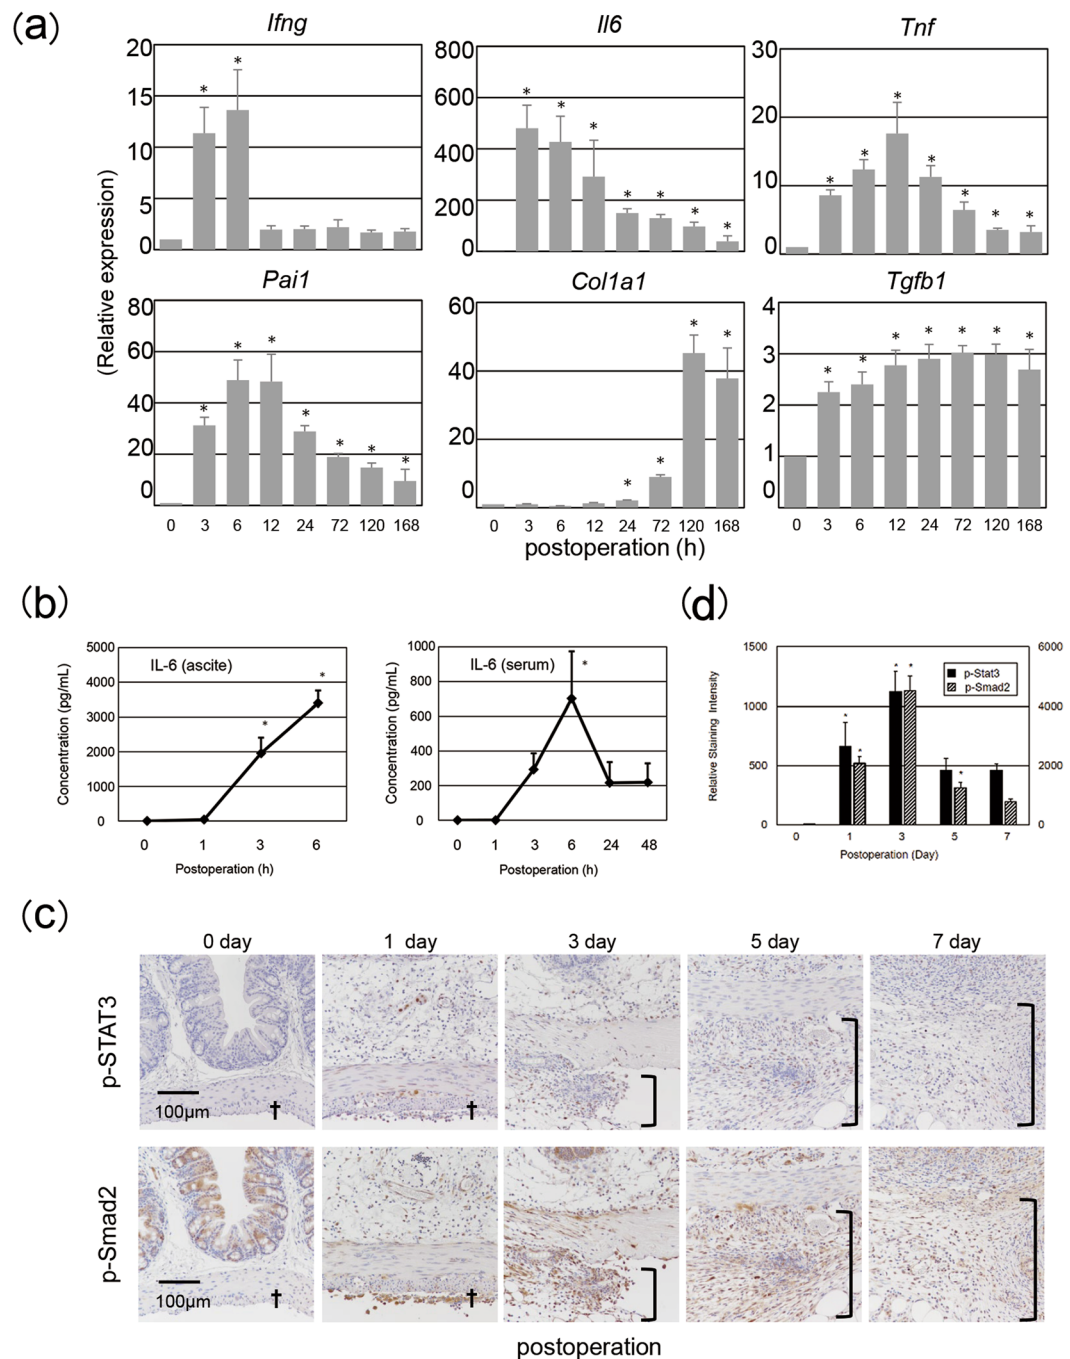 (a)
Ifng
Il6
Tnf
(Relative expression)
20
15
10
5
0
* *
800
600
400
200
0
* * * * * * *
30
20
10
0
* * * * * * *
Pai1
Col1a1
Tgfb1
80
60
40
20
0
* * * * * * *
0 3 6 12 24 72 120 168
60
40
20
0
* * * *
0 3 6 12 24 72 120 168
4
3
2
1
0
* * * * * * *
0 3 6 12 24 72 120 168
postoperation (h)
(b)
IL-6 (ascite)
Concentration (pg/mL)
5000
4000
3000
2000
1000
0
* *
0 1 3 6
Postoperation (h)
IL-6 (serum)
Concentration (pg/mL)
1000
800
600
400
200
0
*
0 1 3 6 24 48
Postoperation (h)
(d)
Relative Staining Intensity
1500
1000
500
0
6000
4000
2000
0
p-Stat3
p-Smad2
* * * * *
0 1 3 5 7
Postoperation (Day)
(c)
0 day 1 day 3 day 5 day 7 day
p-STAT3
100μm
† †
p-Smad2
100μm
† †
postoperation